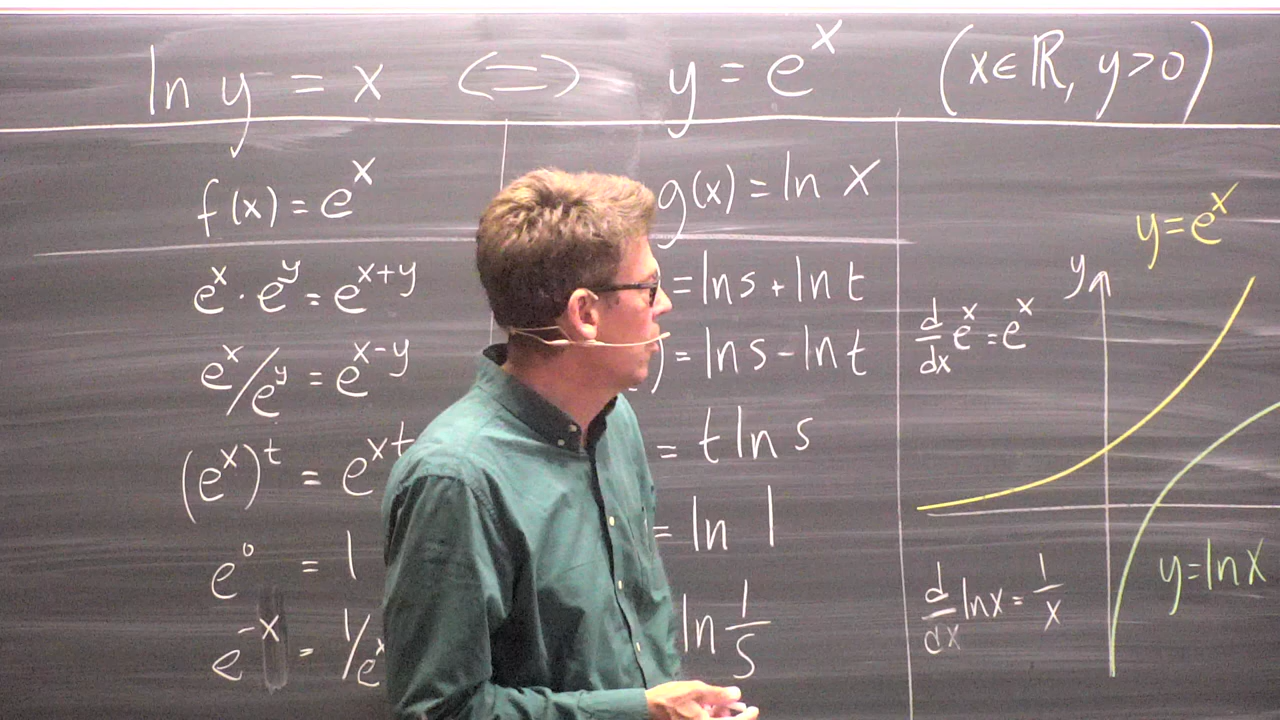 ln y = x (=) y = e^x (x∈ℝ, y>0)
f(x) = e^x
e^x · e^y = e^{x+y}
e^x/e^y = e^{x-y}
(e^x)^t = e^{xt}
e^0 = 1
e^{-x} = 1/e^x
g(x) = ln x
= ln s + ln t
) = ln s - ln t
= t ln s
= ln 1
ln 1/s
y = e^x
y
d/dx e^x = e^x
y = ln x
d/dx ln x = 1/x